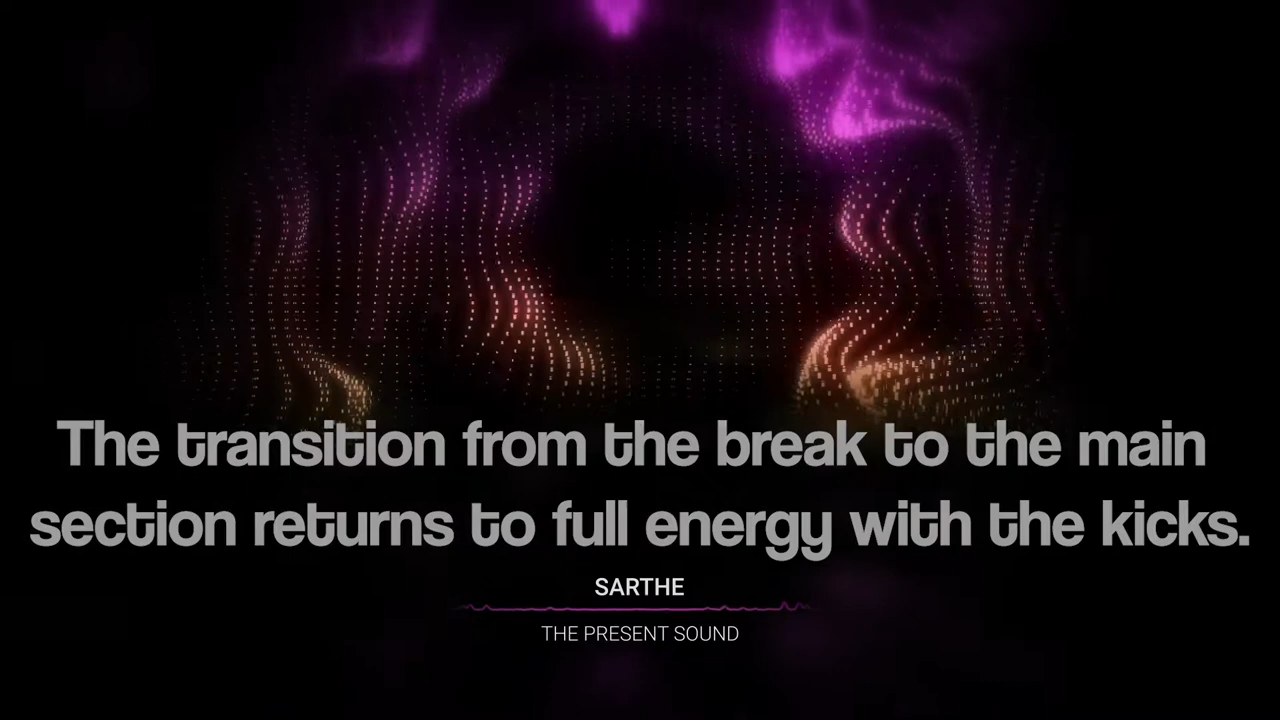 The transition from the break to the main
section returns to full energy with the kicks.
SARTHE
THE PRESENT SOUND